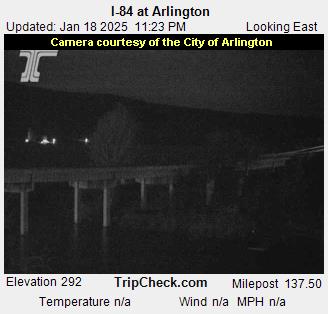 I-84 at Arlington
Updated: Jan 18 2025 11:23 PM Looking East
Camera courtesy of the City of Arlington
Elevation 292 TripCheck.com Milepost 137.50
Temperature n/a Wind n/a MPH n/a